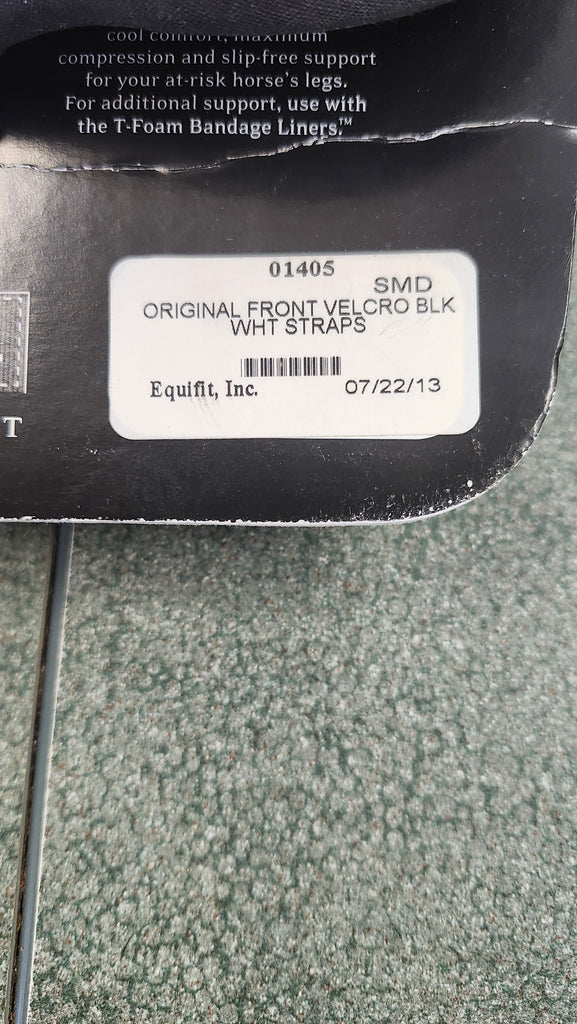 cool comfort, maximum
compression and slip-free support
for your at-risk horse's legs.
For additional support, use with
the T-Foam Bandage Liners.™
01405
SMD
ORIGINAL FRONT VELCRO BLK
WHT STRAPS
Equifit, Inc. 07/22/13
T